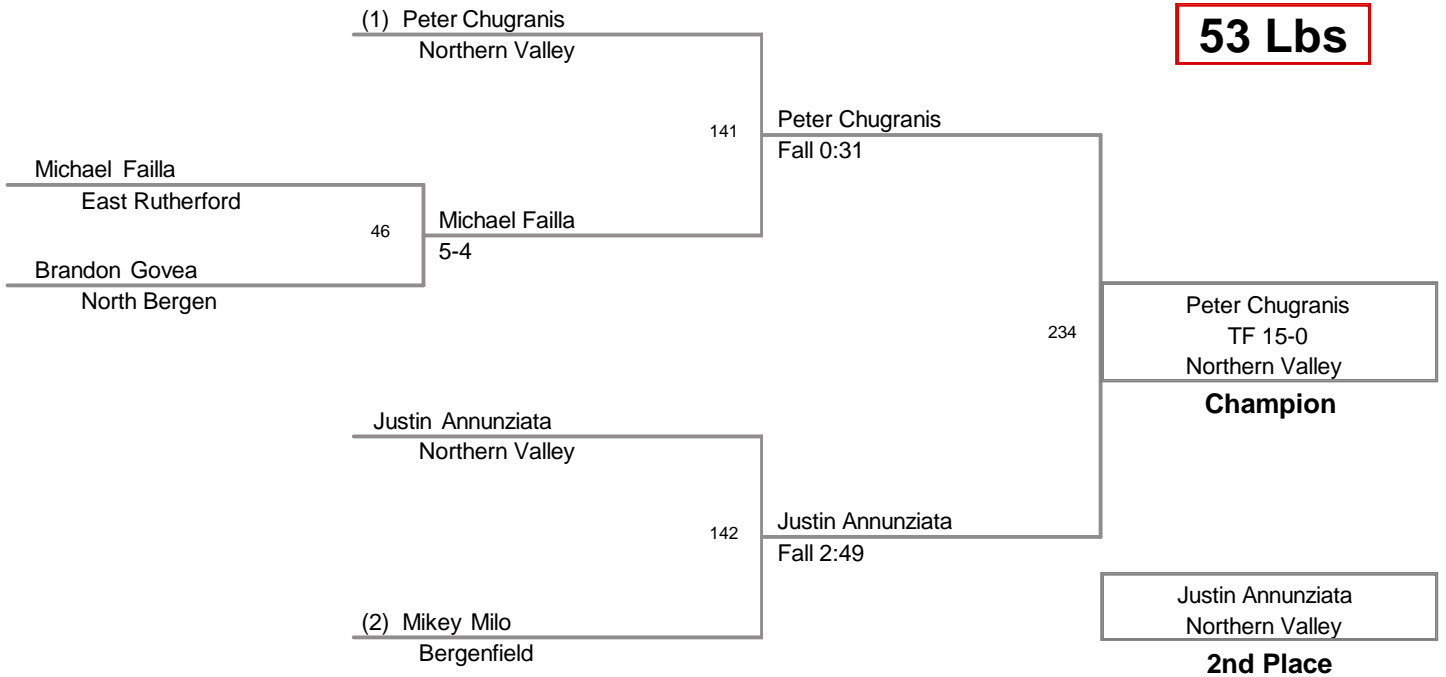 (1) Peter Chugranis
Northern Valley
53 Lbs
141
Peter Chugranis
Fall 0:31
Michael Failla
East Rutherford
46
Michael Failla
5-4
Brandon Govea
North Bergen
234
Peter Chugranis
TF 15-0
Northern Valley
Champion
Justin Annunziata
Northern Valley
142
Justin Annunziata
Fall 2:49
(2) Mikey Milo
Bergenfield
Justin Annunziata
Northern Valley
2nd Place